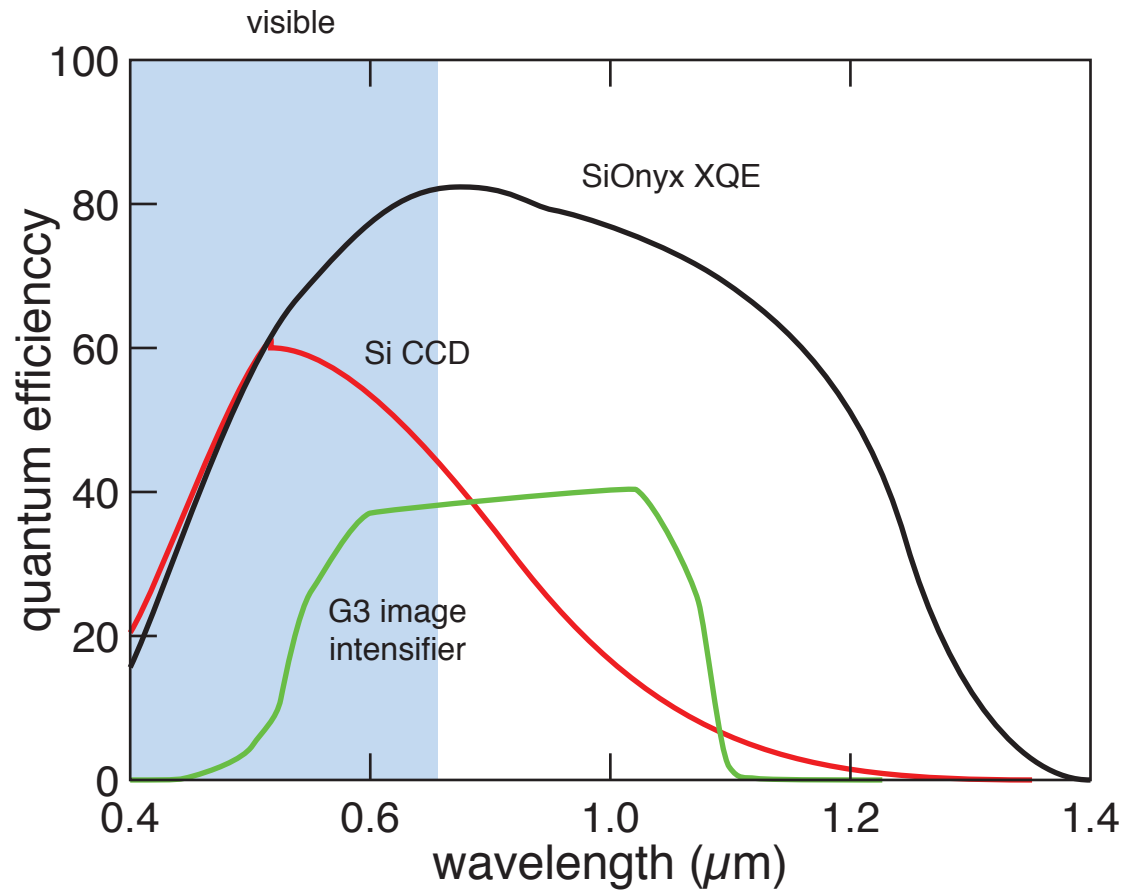 visible
100
80
60
40
20
0
quantum efficienccy
SiOnyx XQE
Si CCD
G3 image
intensifier
0.4
0.6
1.0
1.2
1.4
wavelength (µm)